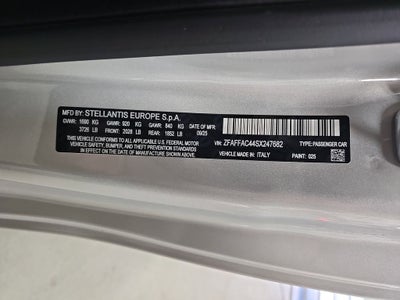 MFD BY: STELLANTIS EUROPE S.p.A.
GVWR: 1690 KG GAWR: 920 KG GAWR: 840 KG DATE OF MFR:
3726 LB FRONT: 2028 LB REAR: 1852 LB 09/25
THIS VEHICLE CONFORMS TO ALL APPLICABLE U.S. FEDERAL MOTOR
VEHICLE SAFETY, BUMPER, AND THEFT PREVENTION STANDARDS IN
EFFECT ON THE DATE OF MANUFACTURE SHOWN ABOVE.
VIN: ZFAFFAC44SX247682 TYPE: PASSENGER CAR
VEHICLE MADE IN: ITALY PAINT: 025